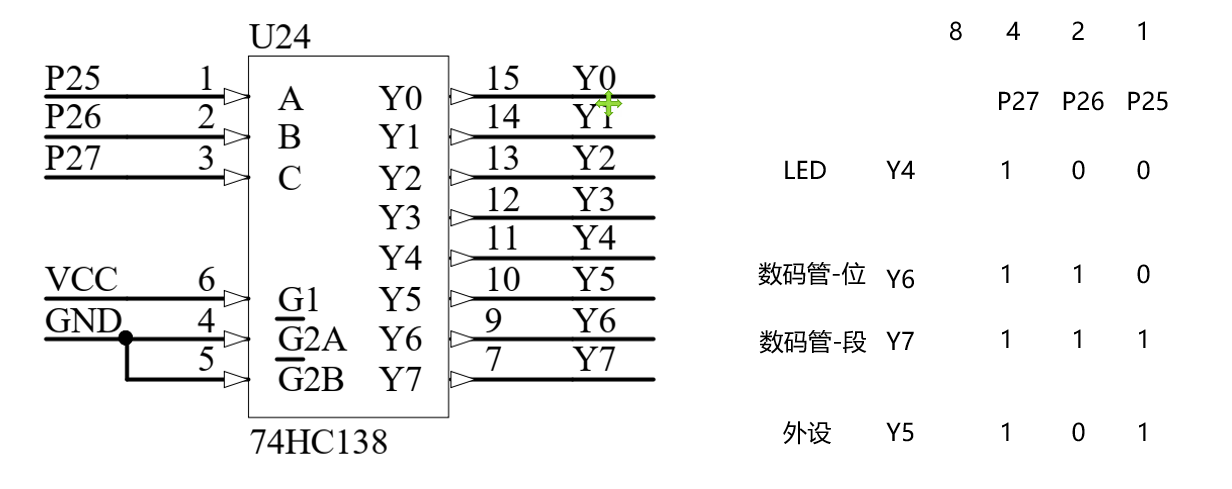 U24
P25 1 A Y0 15 Y0
P26 2 B Y1 14 Y1
P27 3 C Y2 13 Y2
Y3 12 Y3
Y4 11 Y4
VCC 6 G1 Y5 10 Y5
GND 4 G2A Y6 9 Y6
5 G2B Y7 7 Y7
74HC138
8 4 2 1
P27 P26 P25
LED Y4 1 0 0
数码管-位 Y6 1 1 0
数码管-段 Y7 1 1 1
外设 Y5 1 0 1